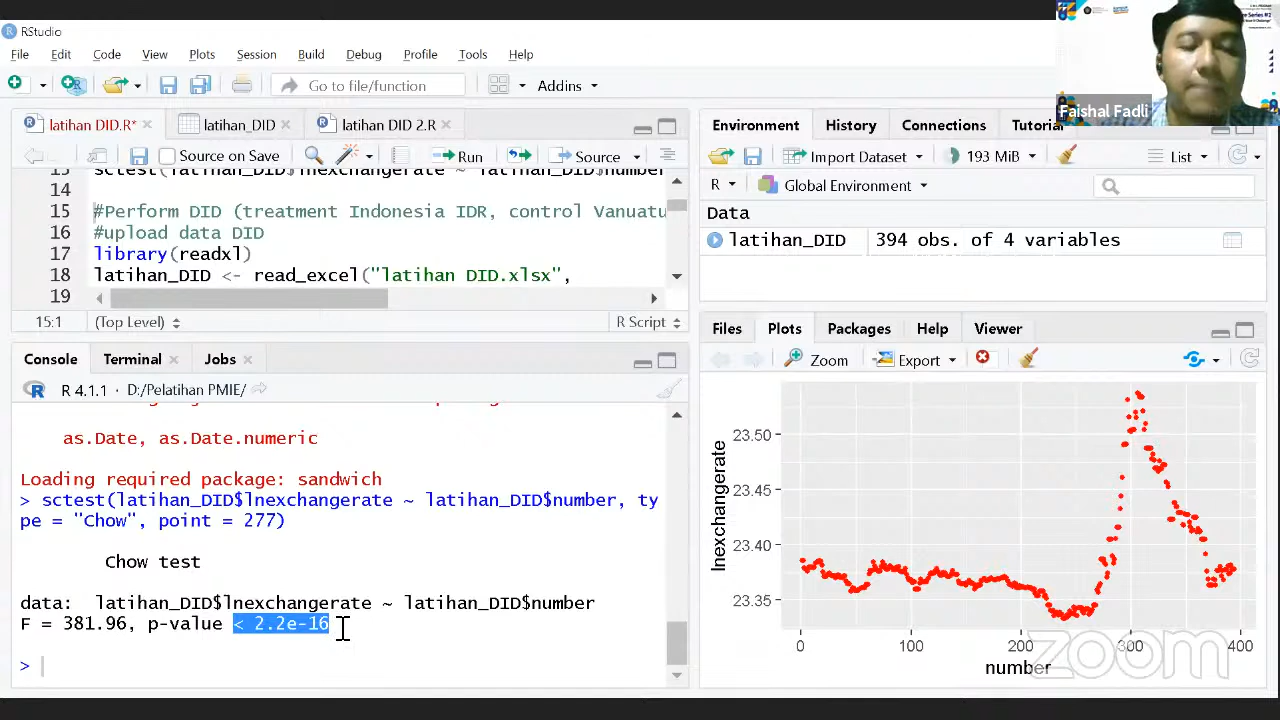 RStudio
File Edit Code View Plots Session Build Debug Profile Tools Help
Go to file/function Addins
latihan DID.R* latihan_DID latihan DID 2.R
Source on Save Run Source
14
15 #Perform DID (treatment Indonesia IDR, control Vanuatu
16 #upload data DID
17 library(readxl)
18 latihan_DID <- read_excel("latihan DID.xlsx",
19
15:1 (Top Level) R Script
Console Terminal Jobs
R 4.1.1 · D:/Pelatihan PMIE/
as.Date, as.Date.numeric
Loading required package: sandwich
> sctest(latihan_DID$lnexchangerate ~ latihan_DID$number, ty
pe = "Chow", point = 277)
Chow test
data: latihan_DID$lnexchangerate ~ latihan_DID$number
F = 381.96, p-value < 2.2e-16
>
Faishal Fadli
Environment History Connections Tutorial
Import Dataset 193 MiB List
R Global Environment
Data
latihan_DID 394 obs. of 4 variables
Files Plots Packages Help Viewer
Zoom Export
lnexchangerate
23.50
23.45
23.40
23.35
0 100 200 300 400
number
zoom